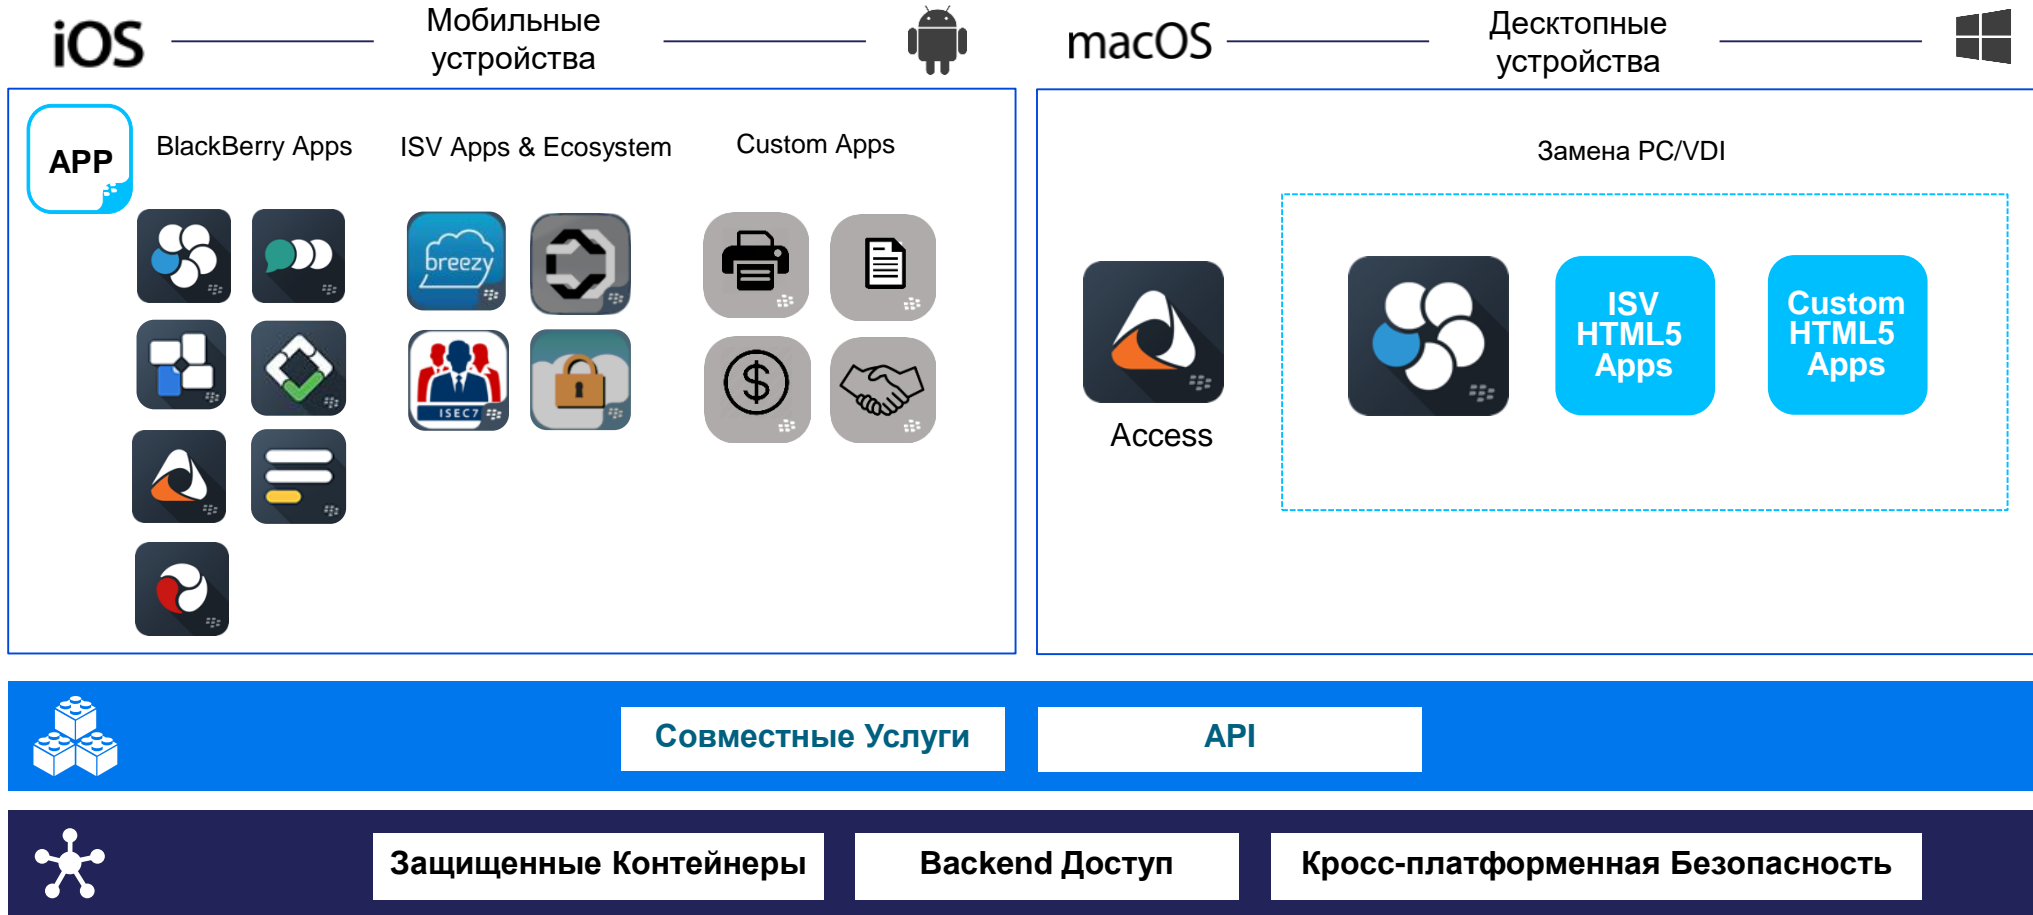 iOS
Мобильные
устройства
macOS
Десктопные
устройства
APP
BlackBerry Apps
ISV Apps & Ecosystem
Custom Apps
breezy
ISEC7
Замена PC/VDI
Access
ISV
HTML5
Apps
Custom
HTML5
Apps
Совместные Услуги
API
Защищенные Контейнеры
Backend Доступ
Кросс-платформенная Безопасность